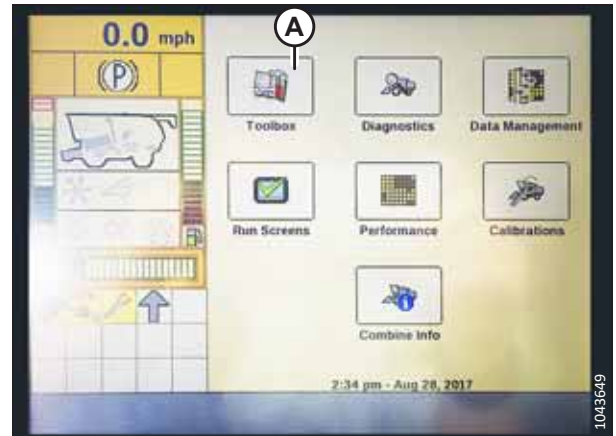 A
0.0 mph
(P)
Toolbox
Diagnostics
Data Management
Run Screens
Performance
Calibrations
Combine Info
2:34 pm - Aug 28, 2017
1043649